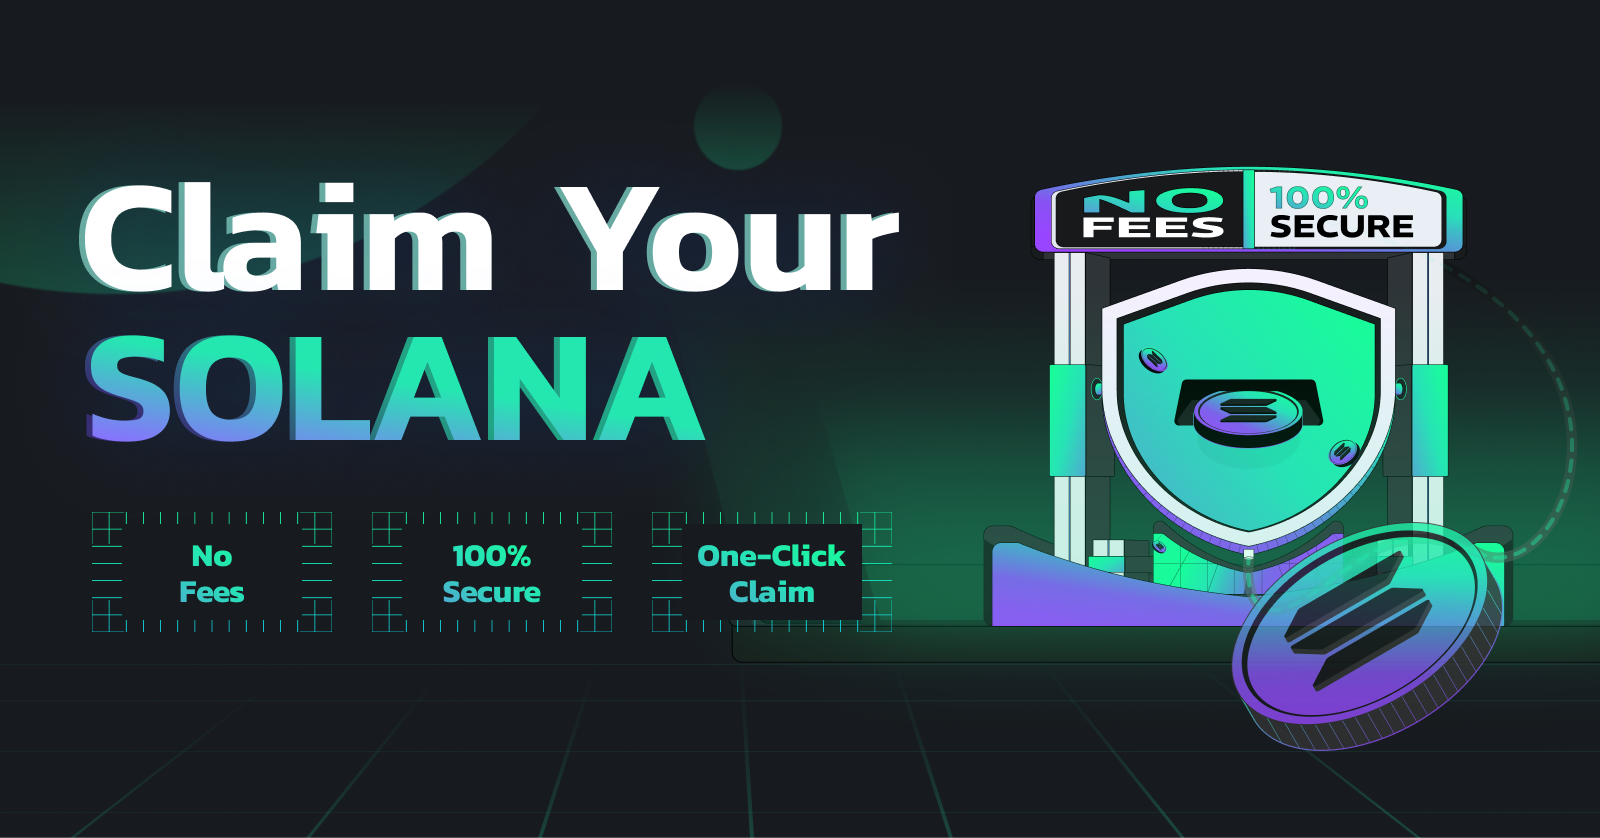 Claim Your
SOLANA
No
Fees
100%
Secure
One-Click
Claim
NO
FEES
100%
SECURE